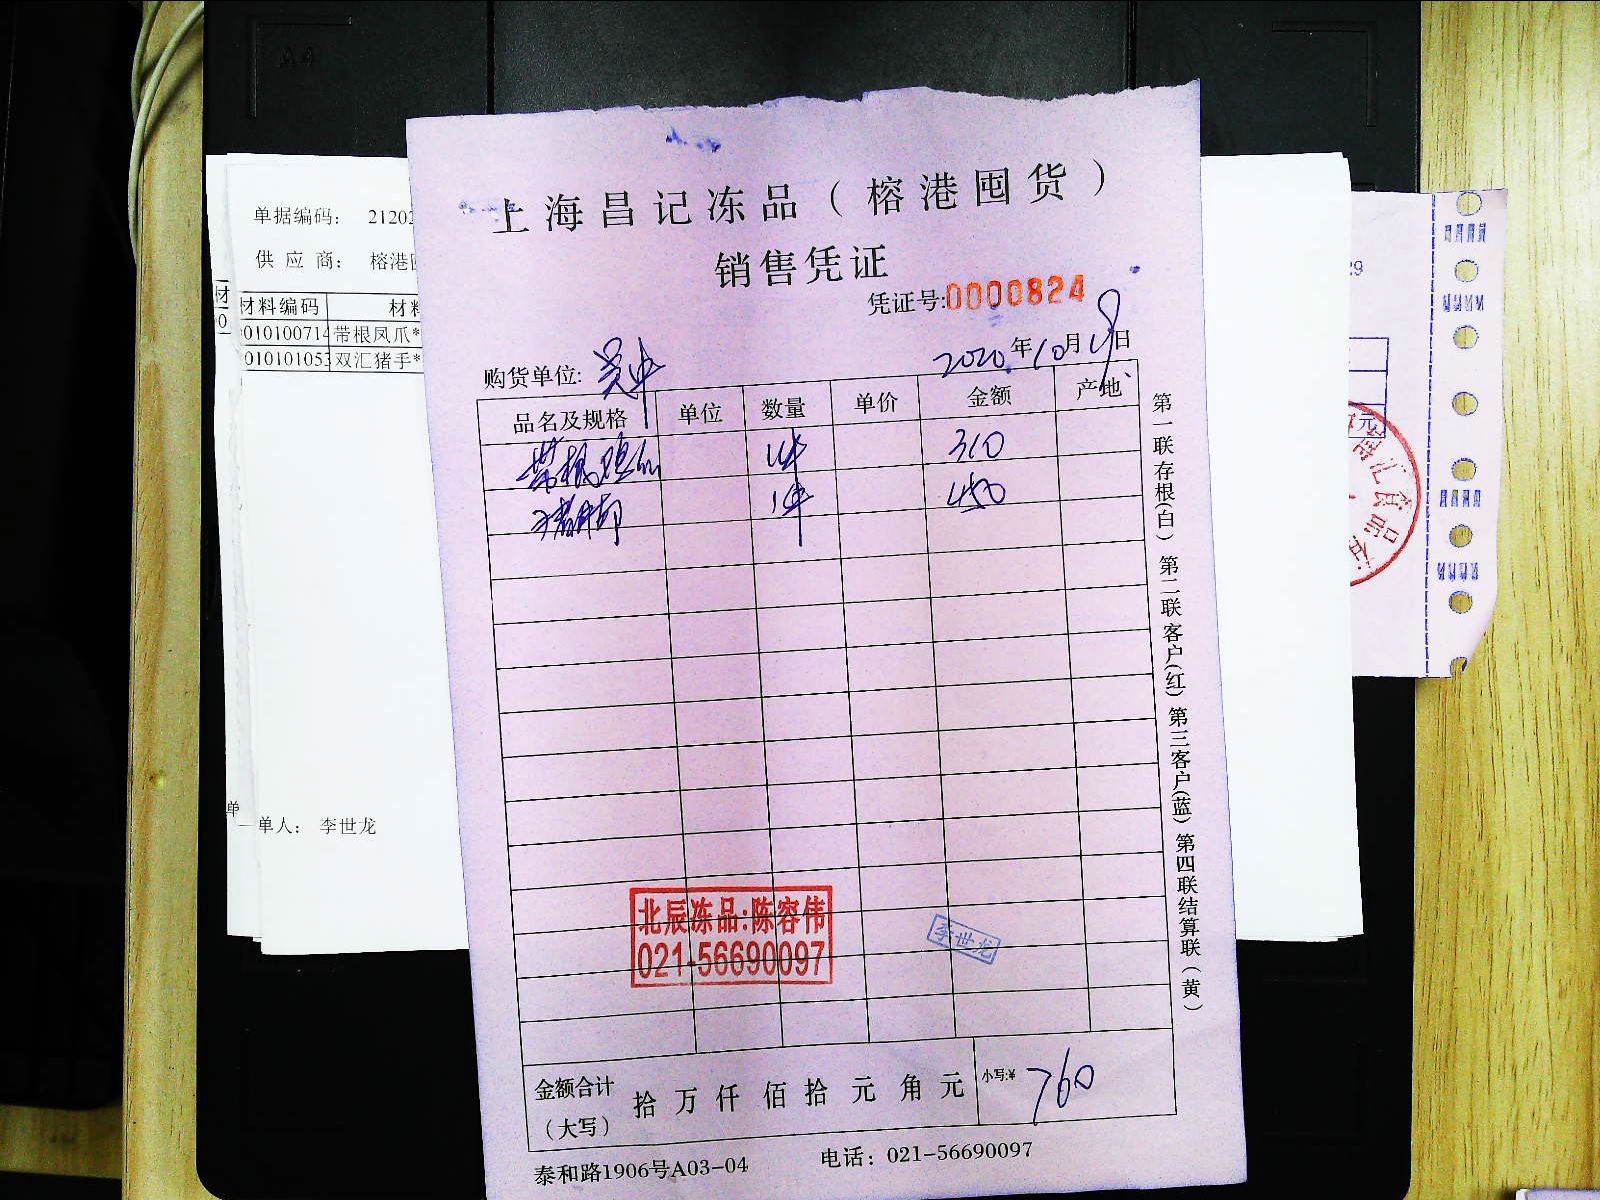 A4
单据编码： 21202
供 应 商： 榕港
材料编码 材料
010100714 带根凤爪*
010101053 双汇猪手*
单人： 李世龙
上海昌记冻品（榕港囤货）
销售凭证
凭证号:0000824
2020年10月19日
购货单位:
品名及规格 单位 数量 单价 金额 产地
1件 310
1件 450
北辰冻品:陈容伟
021-56690097
李世龙
金额合计（大写） 拾 万 仟 佰 拾 元 角 元 小写:¥ 760
泰和路1906号A03-04 电话：021-56690097
第一联存根(白) 第二联客户(红) 第三客户(蓝) 第四联结算联(黄)